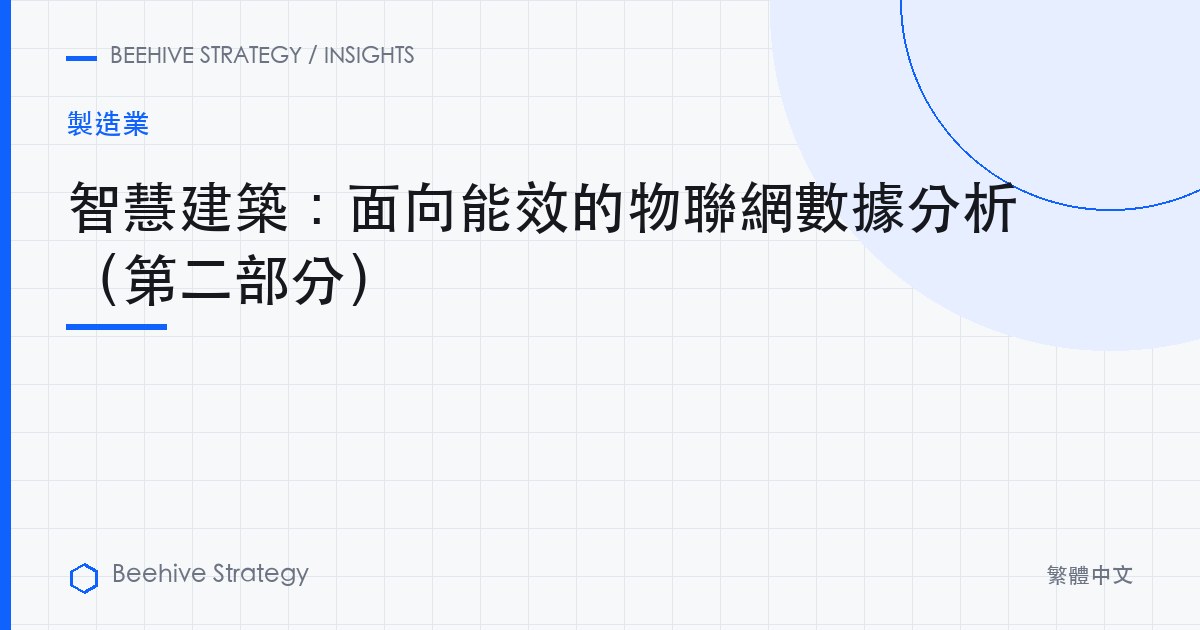 BEEHIVE STRATEGY / INSIGHTS
製造業
智慧建築：面向能效的物聯網數據分析
（第二部分）
Beehive Strategy
繁體中文